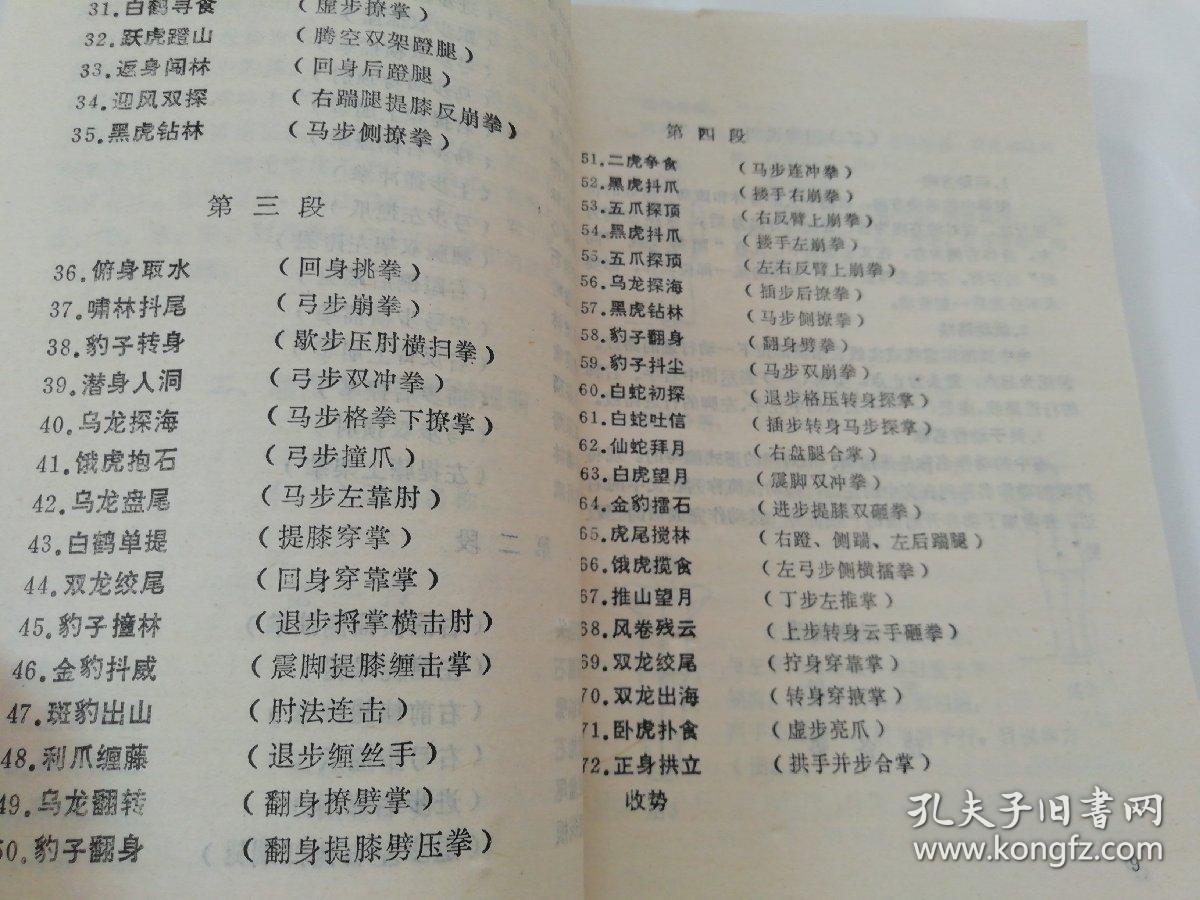 31.白鹤寻食 (虚步撩掌)
32.跃虎蹬山 (腾空双架蹬腿)
33.返身闯林 (回身后蹬腿)
34.迎风双探 (右踹腿提膝反崩拳)
35.黑虎钻林 (马步侧撩拳)
第三段
36.俯身取水 (回身挑拳)
37.啸林抖尾 (弓步崩拳)
38.豹子转身 (歇步压肘横扫拳)
39.潜身人洞 (弓步双冲拳)
40.乌龙探海 (马步格拳下撩掌)
41.饿虎抱石 (弓步撞爪)
42.乌龙盘尾 (马步左靠肘)
43.白鹤单提 (提膝穿掌)
44.双龙绞尾 (回身穿靠掌)
45.豹子撞林 (退步捋掌横击肘)
46.金豹抖威 (震脚提膝缠击掌)
47.斑豹出山 (肘法连击)
48.利爪缠藤 (退步缠丝手)
49.乌龙翻转 (翻身撩劈掌)
50.豹子翻身 (翻身提膝劈压拳)
第四段
51.二虎争食 (马步连冲拳)
52.黑虎抖爪 (搂手右崩拳)
53.五爪探顶 (右反臂上崩拳)
54.黑虎抖爪 (搂手左崩拳)
55.五爪探顶 (左右反臂上崩拳)
56.乌龙探海 (插步后撩拳)
57.黑虎钻林 (马步侧撩拳)
58.豹子翻身 (翻身劈拳)
59.豹子抖尘 (马步双崩拳)
60.白蛇初探 (退步格压转身探掌)
61.白蛇吐信 (插步转身马步探掌)
62.仙蛇拜月 (右盘腿合掌)
63.白虎望月 (震脚双冲拳)
64.金豹擂石 (进步提膝双砸拳)
65.虎尾搅林 (右蹬、侧踹、左后踹腿)
66.饿虎揽食 (左弓步侧横擂拳)
67.推山望月 (丁步左推掌)
68.风卷残云 (上步转身云手砸拳)
69.双龙绞尾 (拧身穿靠掌)
70.双龙出海 (转身穿掖掌)
71.卧虎扑食 (虚步亮爪)
72.正身拱立 (拱手并步合掌)
收势
9
孔夫子旧书网
www.kongfz.com